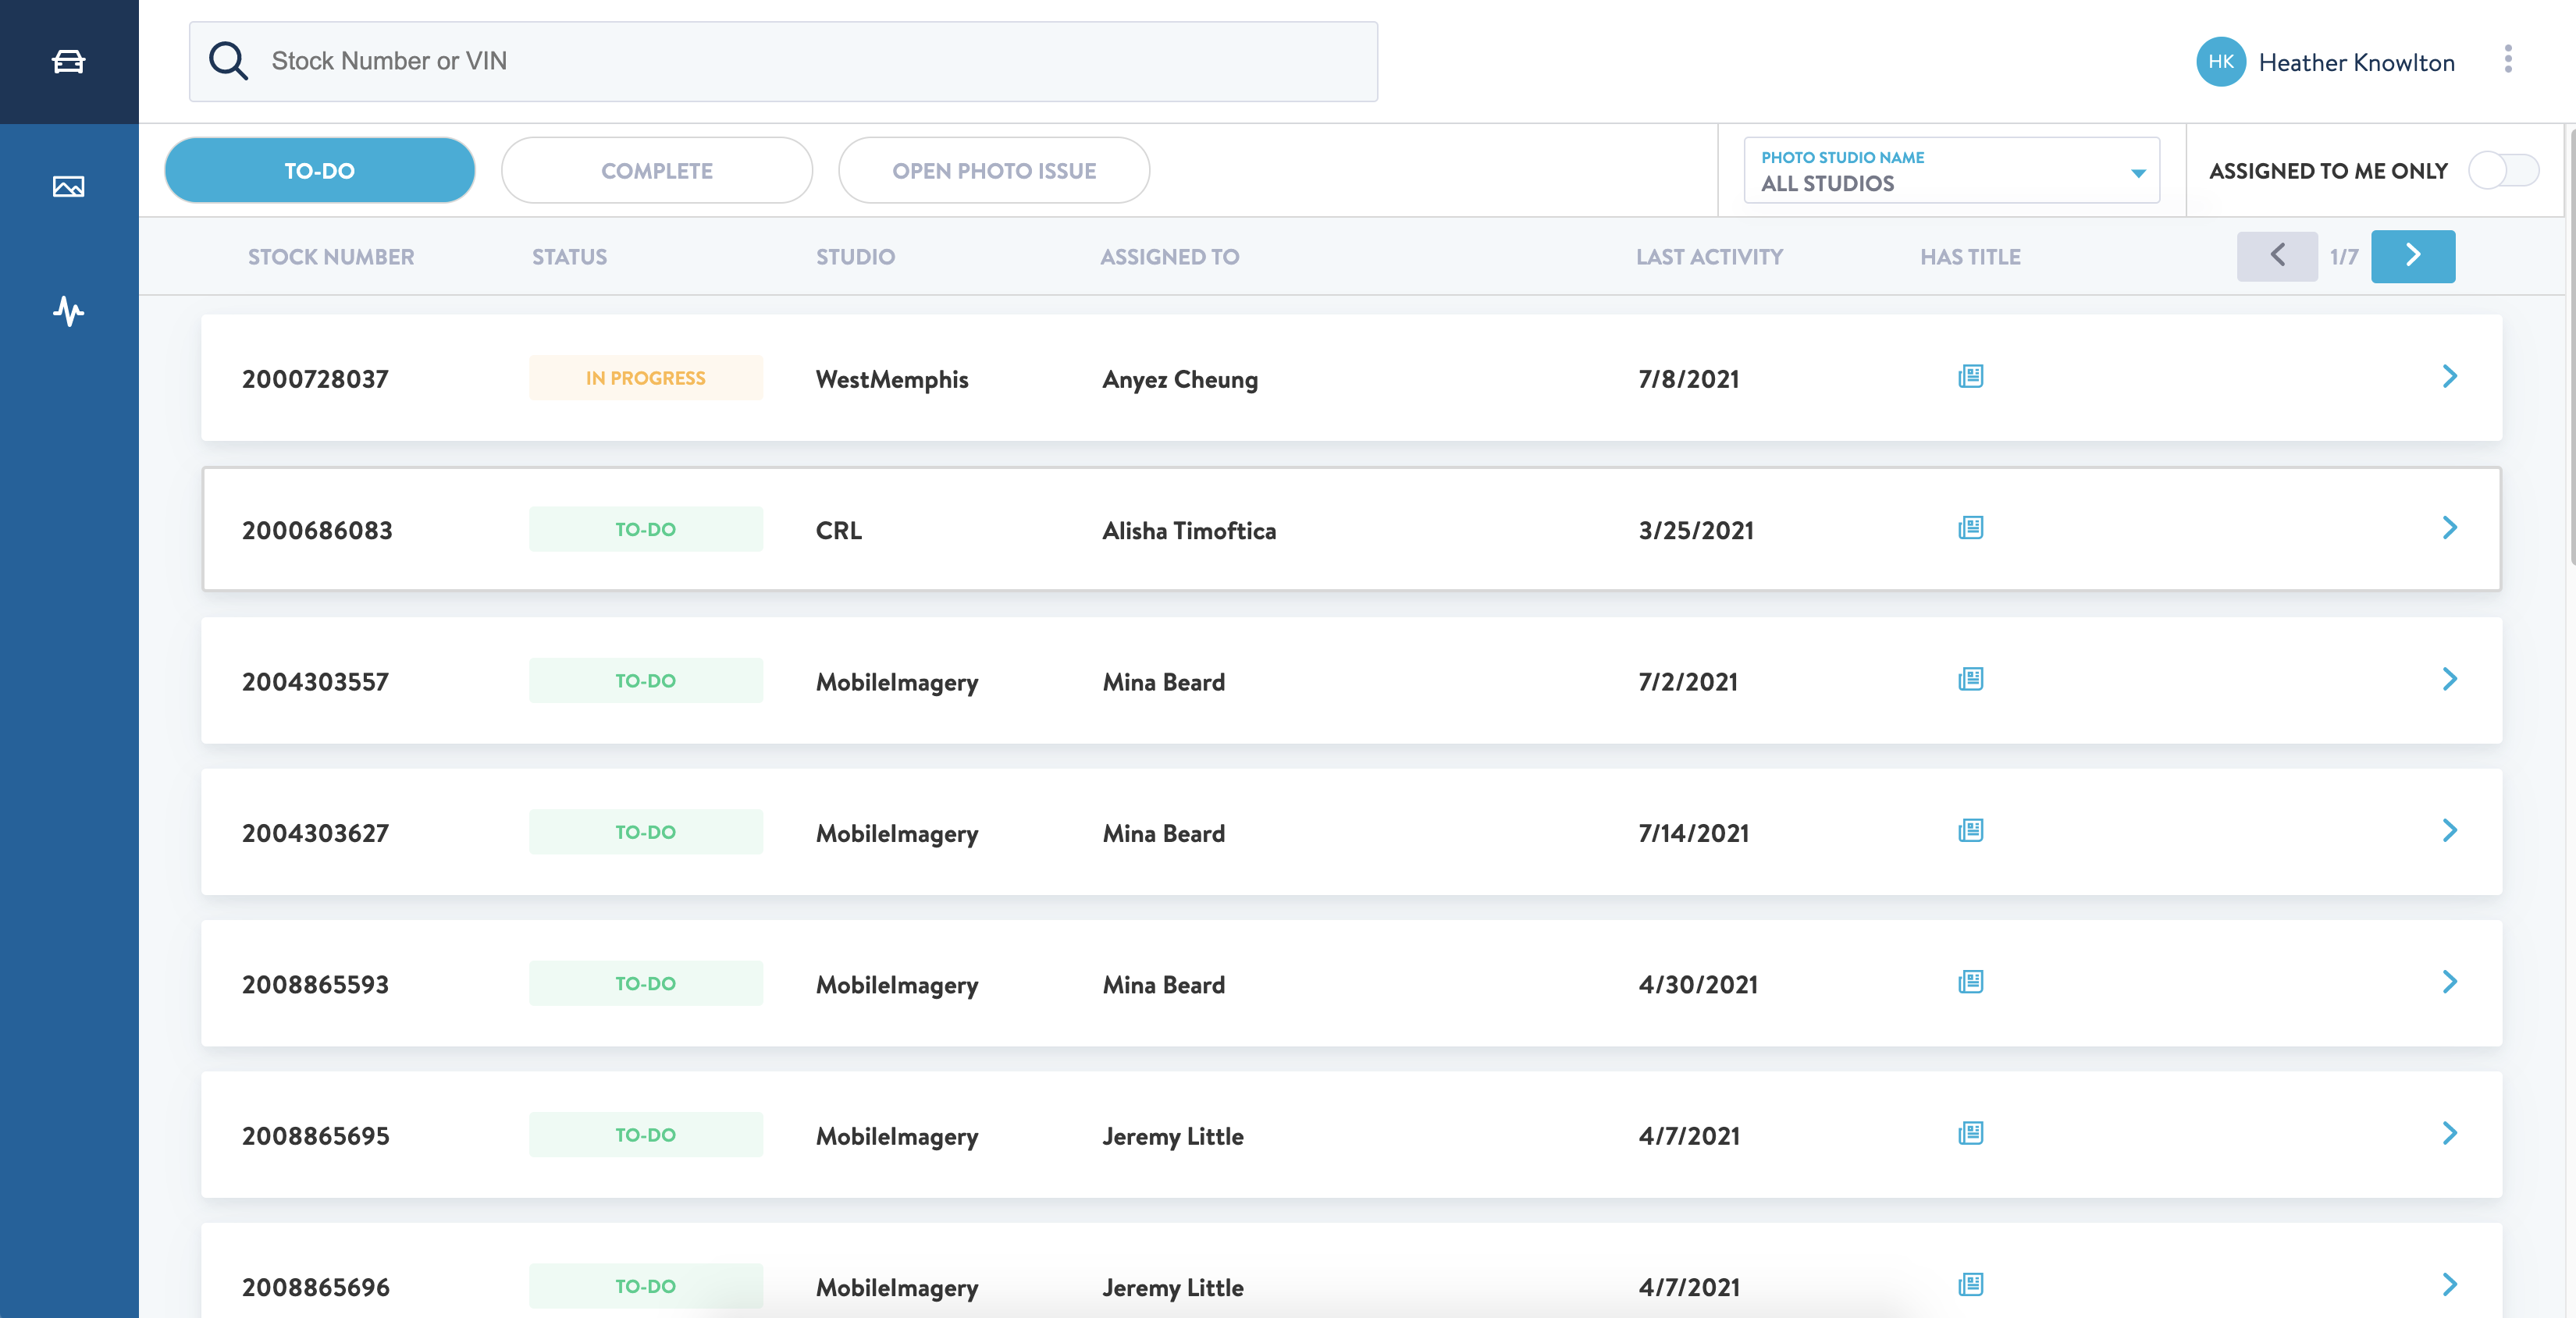 Stock Number or VIN
HK Heather Knowlton
TO-DO COMPLETE OPEN PHOTO ISSUE
PHOTO STUDIO NAME
ALL STUDIOS
ASSIGNED TO ME ONLY
STOCK NUMBER STATUS STUDIO ASSIGNED TO LAST ACTIVITY HAS TITLE 1/7
2000728037 IN PROGRESS WestMemphis Anyez Cheung 7/8/2021
2000686083 TO-DO CRL Alisha Timoftica 3/25/2021
2004303557 TO-DO MobileImagery Mina Beard 7/2/2021
2004303627 TO-DO MobileImagery Mina Beard 7/14/2021
2008865593 TO-DO MobileImagery Mina Beard 4/30/2021
2008865695 TO-DO MobileImagery Jeremy Little 4/7/2021
2008865696 TO-DO MobileImagery Jeremy Little 4/7/2021